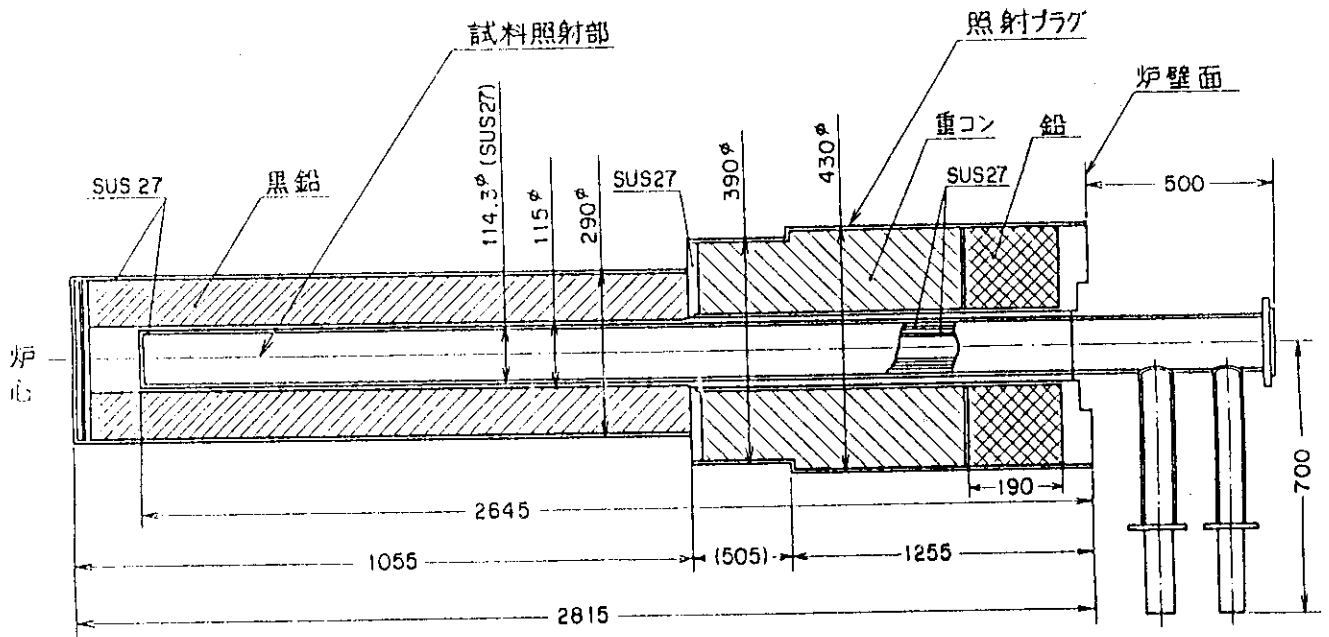 試料照射部
照射プラグ
炉壁面
重コン
鉛
SUS27
黒鉛
SUS27
SUS27
114.3φ (SUS27)
115φ
290φ
390φ
430φ
500
炉心
190
700
2645
1055
(505)
1255
2815